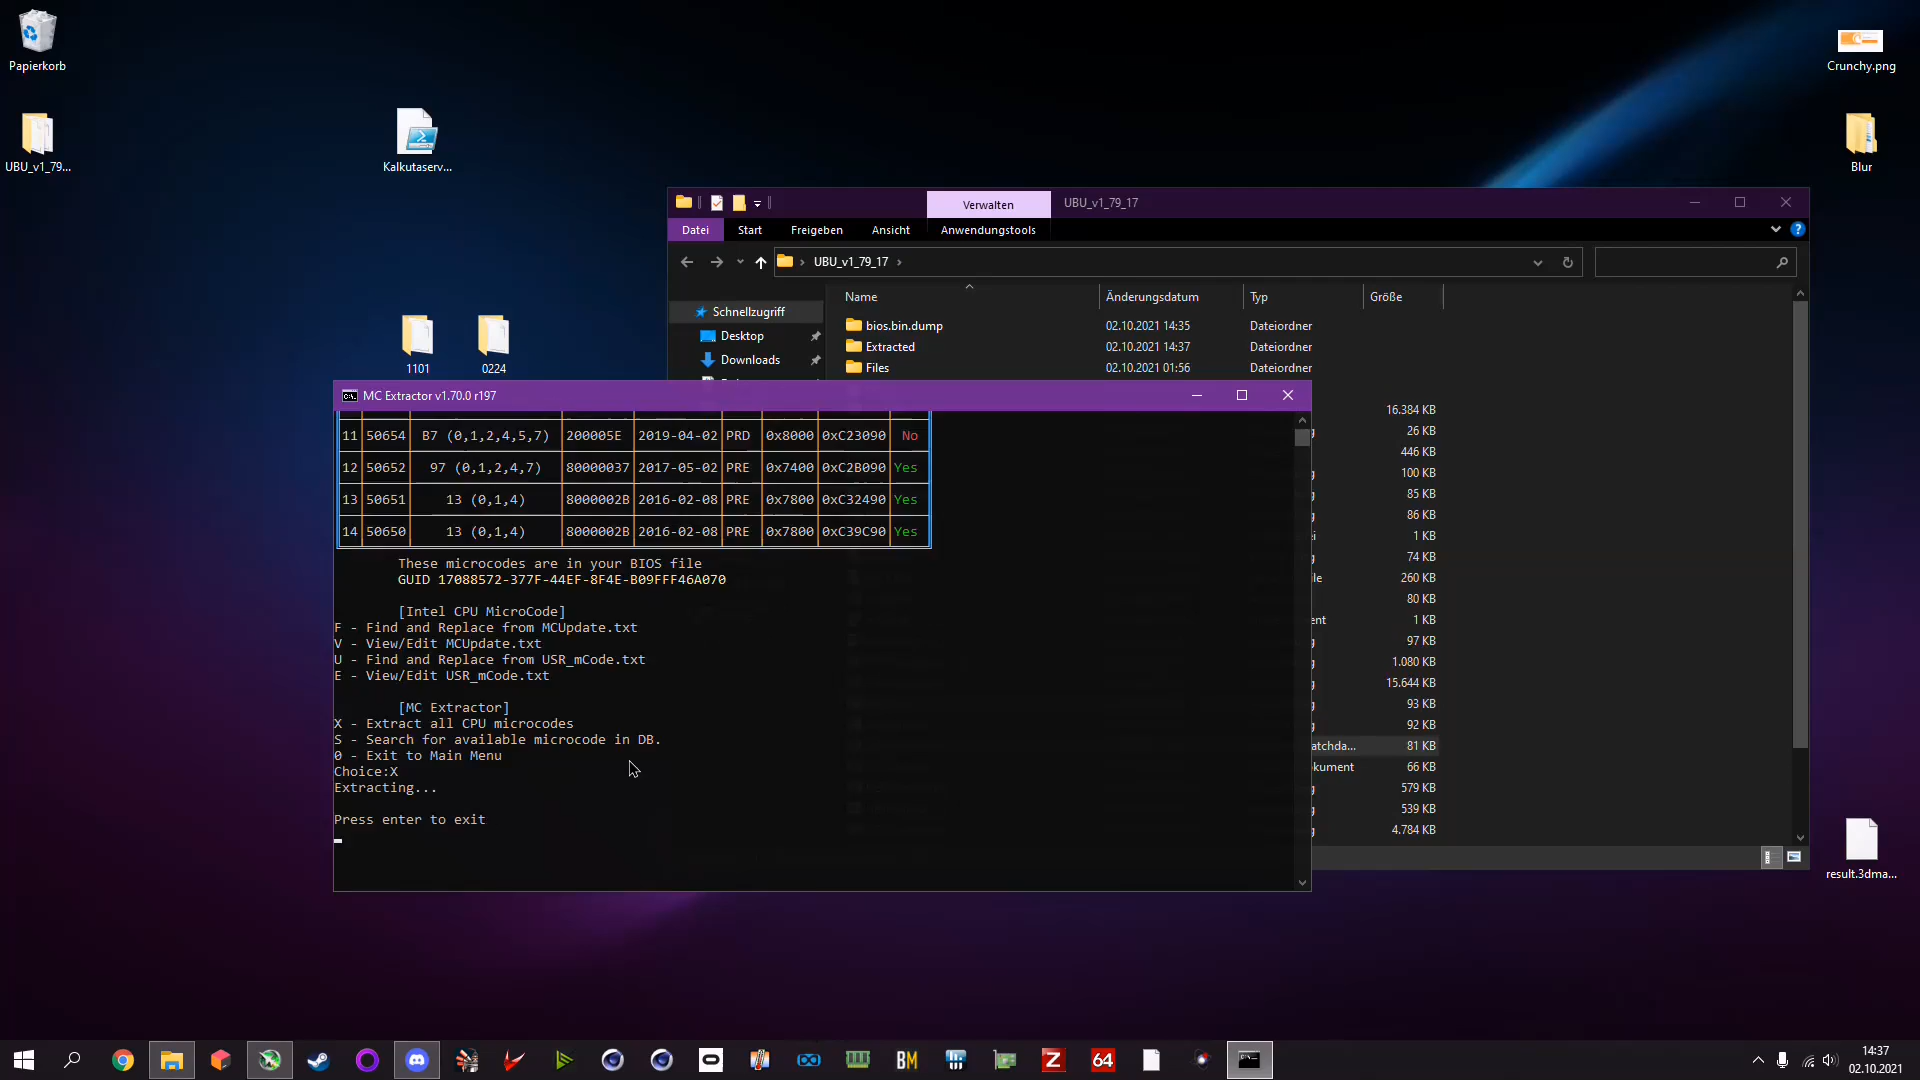 Papierkorb
UBU_v1_79...
Kalkutaserv...
Crunchy.png
Blur
1101
0224
result.3dma...
Verwalten
UBU_v1_79_17
Datei
Start
Freigeben
Ansicht
Anwendungstools
UBU_v1_79_17
Name
Änderungsdatum
Typ
Größe
Schnellzugriff
Desktop
Downloads
bios.bin.dump 02.10.2021 14:35 Dateiordner
Extracted 02.10.2021 14:37 Dateiordner
Files 02.10.2021 01:56 Dateiordner
16.384 KB
26 KB
446 KB
100 KB
85 KB
86 KB
1 KB
74 KB
260 KB
80 KB
1 KB
97 KB
1.080 KB
15.644 KB
93 KB
92 KB
atchda... 81 KB
kument 66 KB
579 KB
539 KB
4.784 KB
MC Extractor v1.70.0 r197
11 50654 B7 (0,1,2,4,5,7) 200005E 2019-04-02 PRD 0x8000 0xC23090 No
12 50652 97 (0,1,2,4,7) 80000037 2017-05-02 PRE 0x7400 0xC2B090 Yes
13 50651 13 (0,1,4) 8000002B 2016-02-08 PRE 0x7800 0xC32490 Yes
14 50650 13 (0,1,4) 8000002B 2016-02-08 PRE 0x7800 0xC39C90 Yes
These microcodes are in your BIOS file
GUID 17088572-377F-44EF-8F4E-B09FFF46A070
[Intel CPU MicroCode]
F - Find and Replace from MCUpdate.txt
V - View/Edit MCUpdate.txt
U - Find and Replace from USR_mCode.txt
E - View/Edit USR_mCode.txt
[MC Extractor]
X - Extract all CPU microcodes
S - Search for available microcode in DB.
0 - Exit to Main Menu
Choice:X
Extracting...
Press enter to exit
BM
Z
64
14:37
02.10.2021